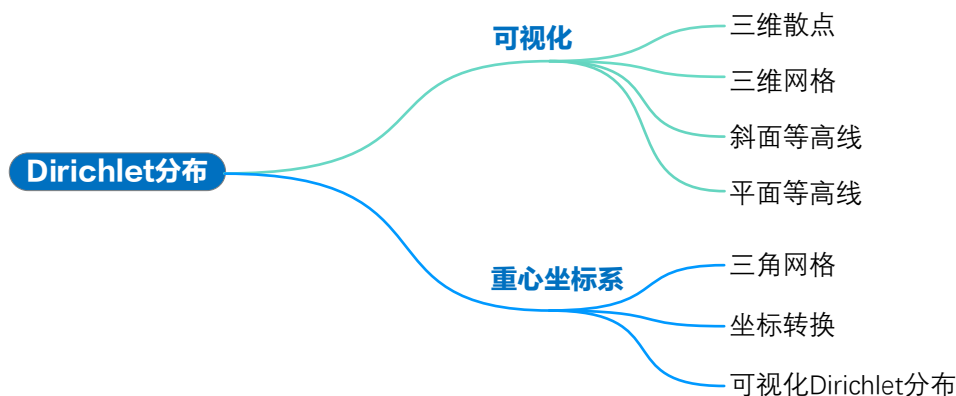 Dirichlet分布
可视化
三维散点
三维网格
斜面等高线
平面等高线
重心坐标系
三角网格
坐标转换
可视化Dirichlet分布